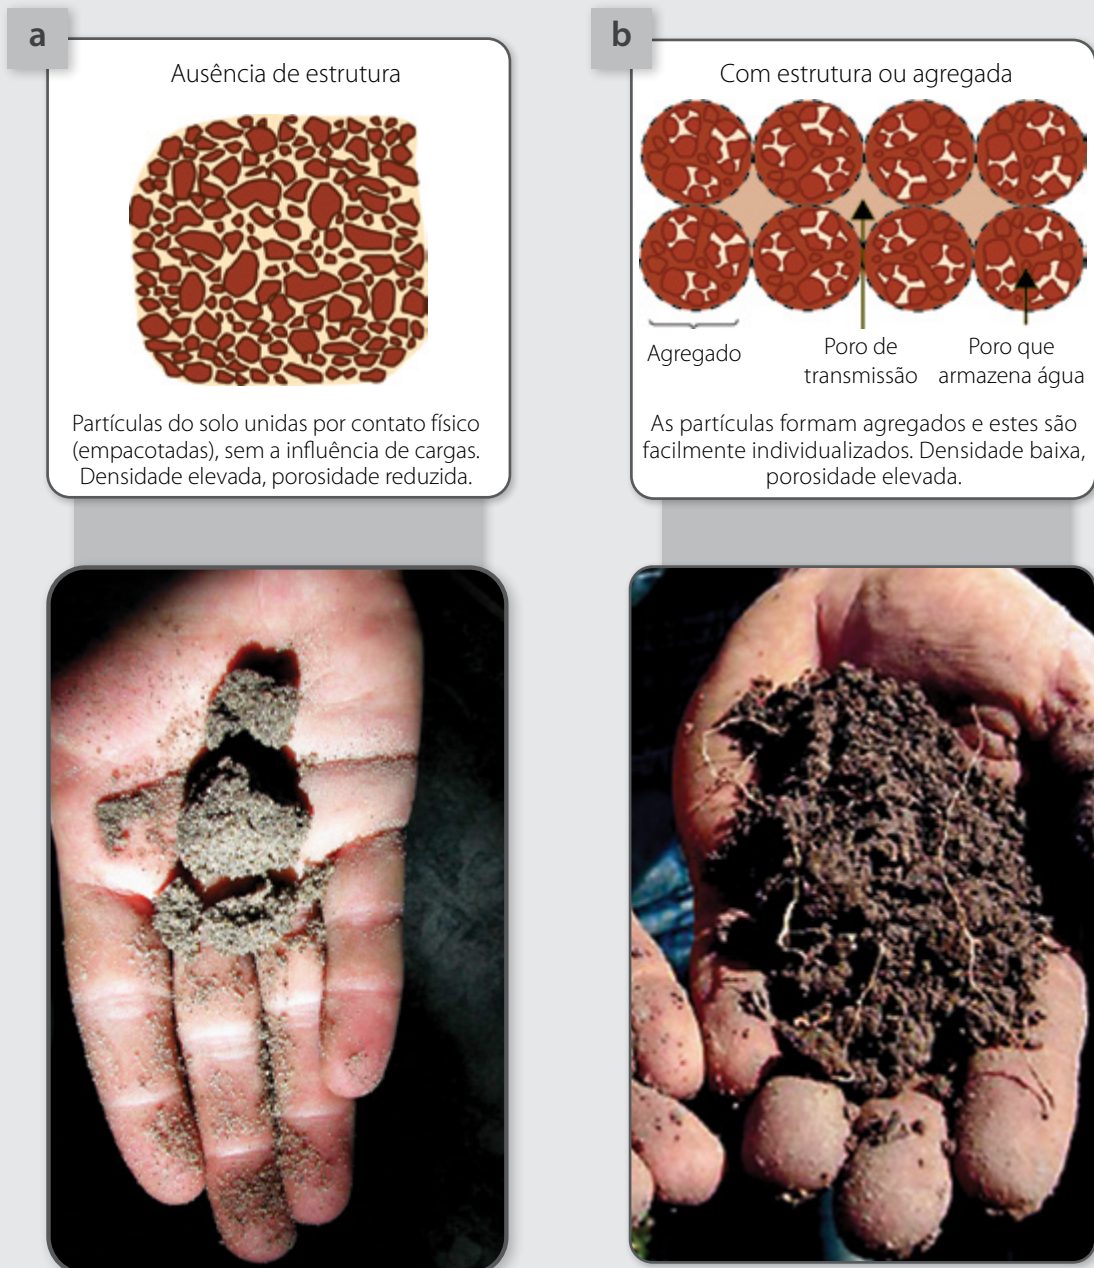 a
Ausência de estrutura
Partículas do solo unidas por contato físico
(empacotadas), sem a influência de cargas.
Densidade elevada, porosidade reduzida.
b
Com estrutura ou agregada
Agregado
Poro de
transmissão
Poro que
armazena água
As partículas formam agregados e estes são
facilmente individualizados. Densidade baixa,
porosidade elevada.